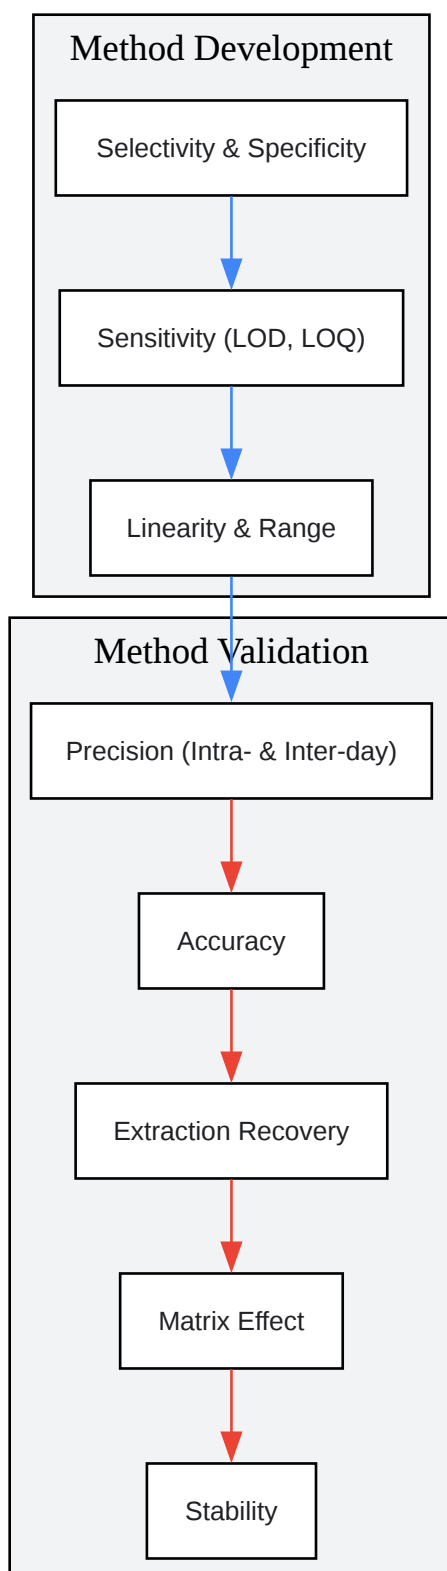 Method Development
Selectivity & Specificity
Sensitivity (LOD, LOQ)
Linearity & Range
Method Validation
Precision (Intra- & Inter-day)
Accuracy
Extraction Recovery
Matrix Effect
Stability